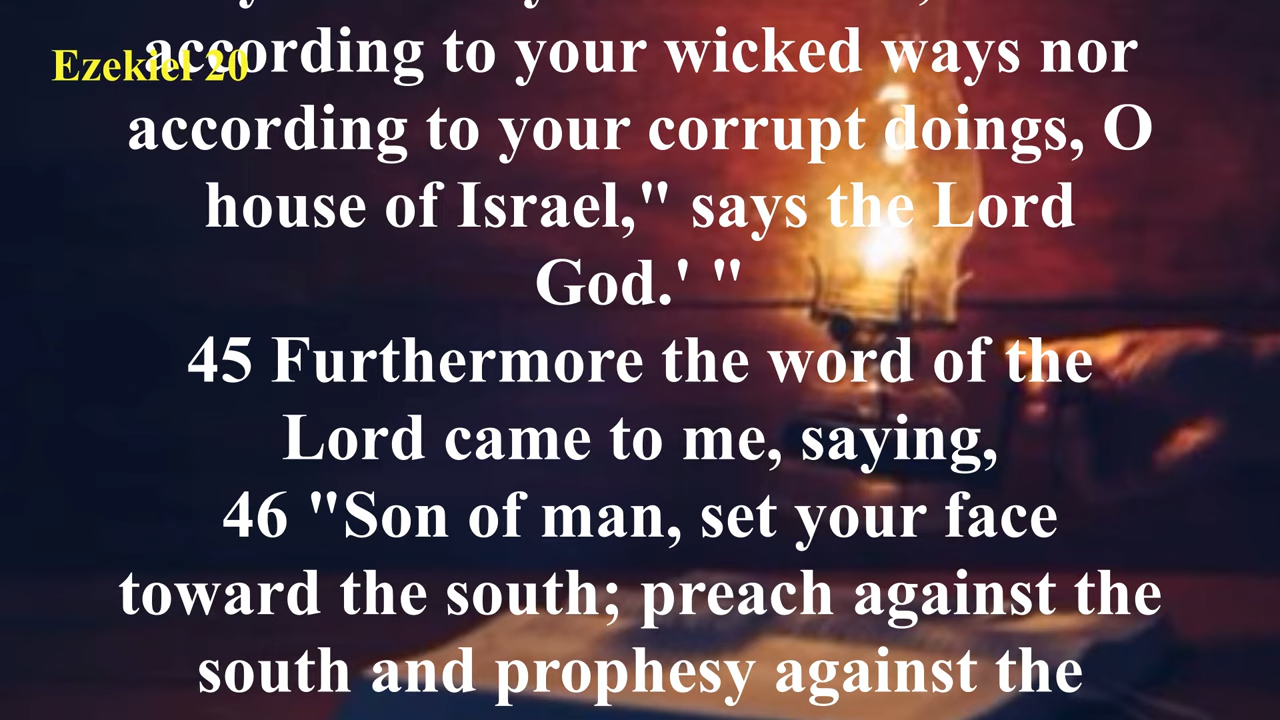 Ezekiel 20
according to your wicked ways nor
according to your corrupt doings, O
house of Israel," says the Lord
God.' "
45 Furthermore the word of the
Lord came to me, saying,
46 "Son of man, set your face
toward the south; preach against the
south and prophesy against the